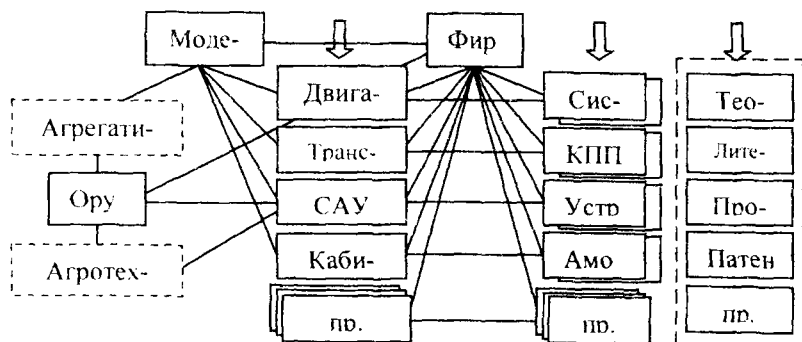 Моде-
Фир
Двига-
Сис-
Тео-
Агрегати-
Транс-
КПП
Лите-
Ору
САУ
Устр
Про-
Агротех-
Каби-
Амо
Патен
пр.
пр.
пр.